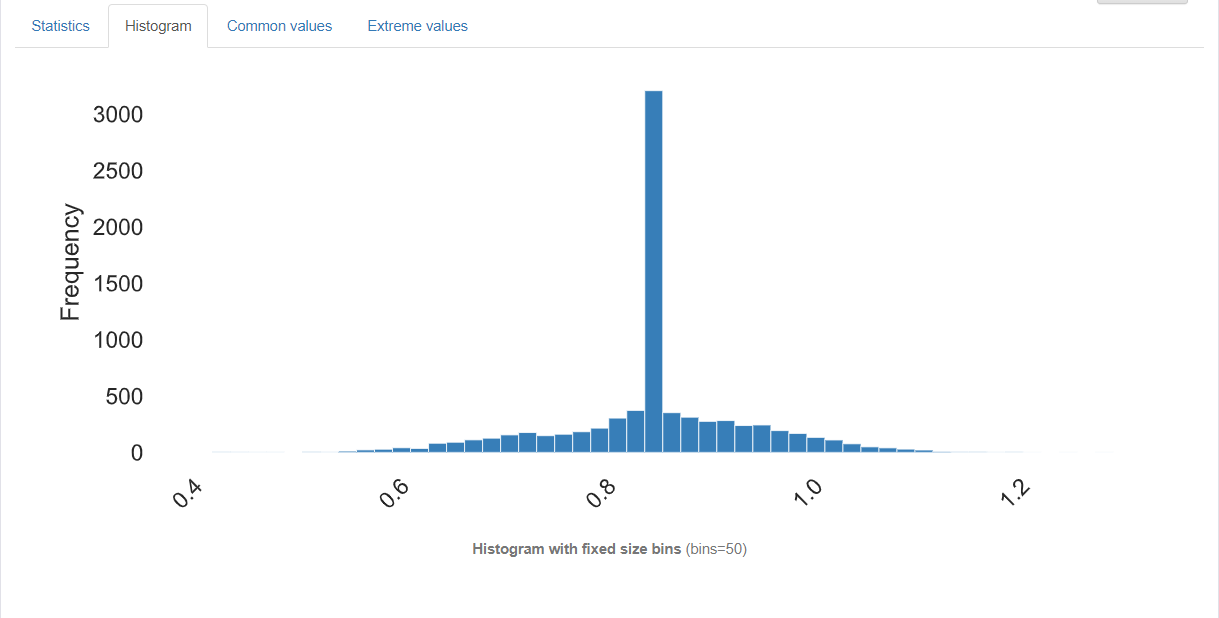 Statistics Histogram Common values Extreme values
3000
2500
2000
1500
1000
500
0
Frequency
0.4 0.6 0.8 1.0 1.2
Histogram with fixed size bins (bins=50)